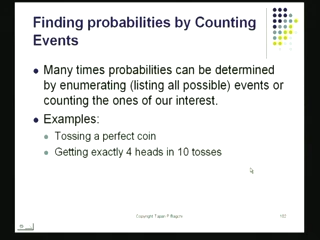 Finding probabilities by Counting
Events
Many times probabilities can be determined
by enumerating (listing all possible) events or
counting the ones of our interest.
Examples:
Tossing a perfect coin
Getting exactly 4 heads in 10 tosses